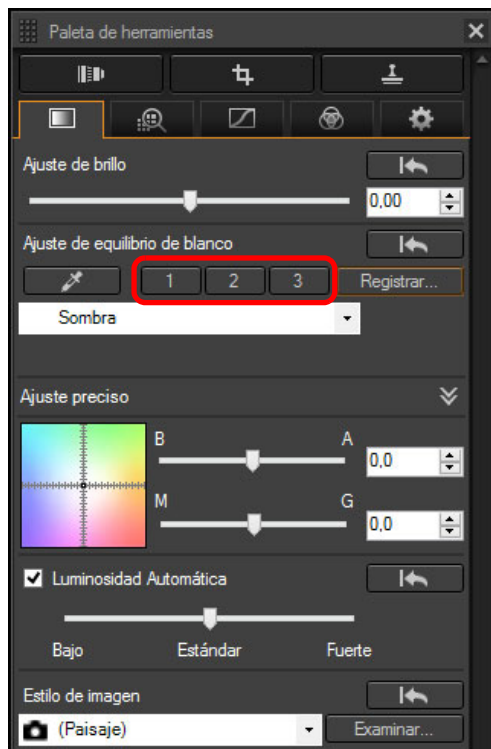 Paleta de herramientas
Ajuste de brillo
0,00
Ajuste de equilibrio de blanco
1 2 3 Registrar...
Sombra
Ajuste preciso
B A
0,0
M G
0,0
Luminosidad Automática
Bajo Estándar Fuerte
Estilo de imagen
(Paisaje) Examinar...